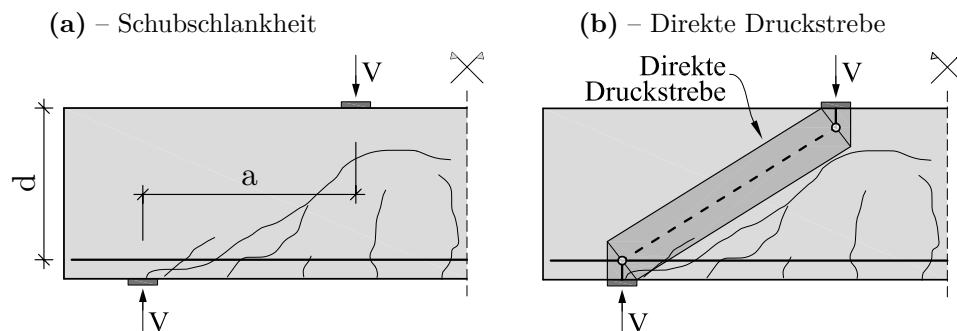 (a) – Schubschlankheit
V
d
a
V
(b) – Direkte Druckstrebe
V
Direkte
Druckstrebe
V